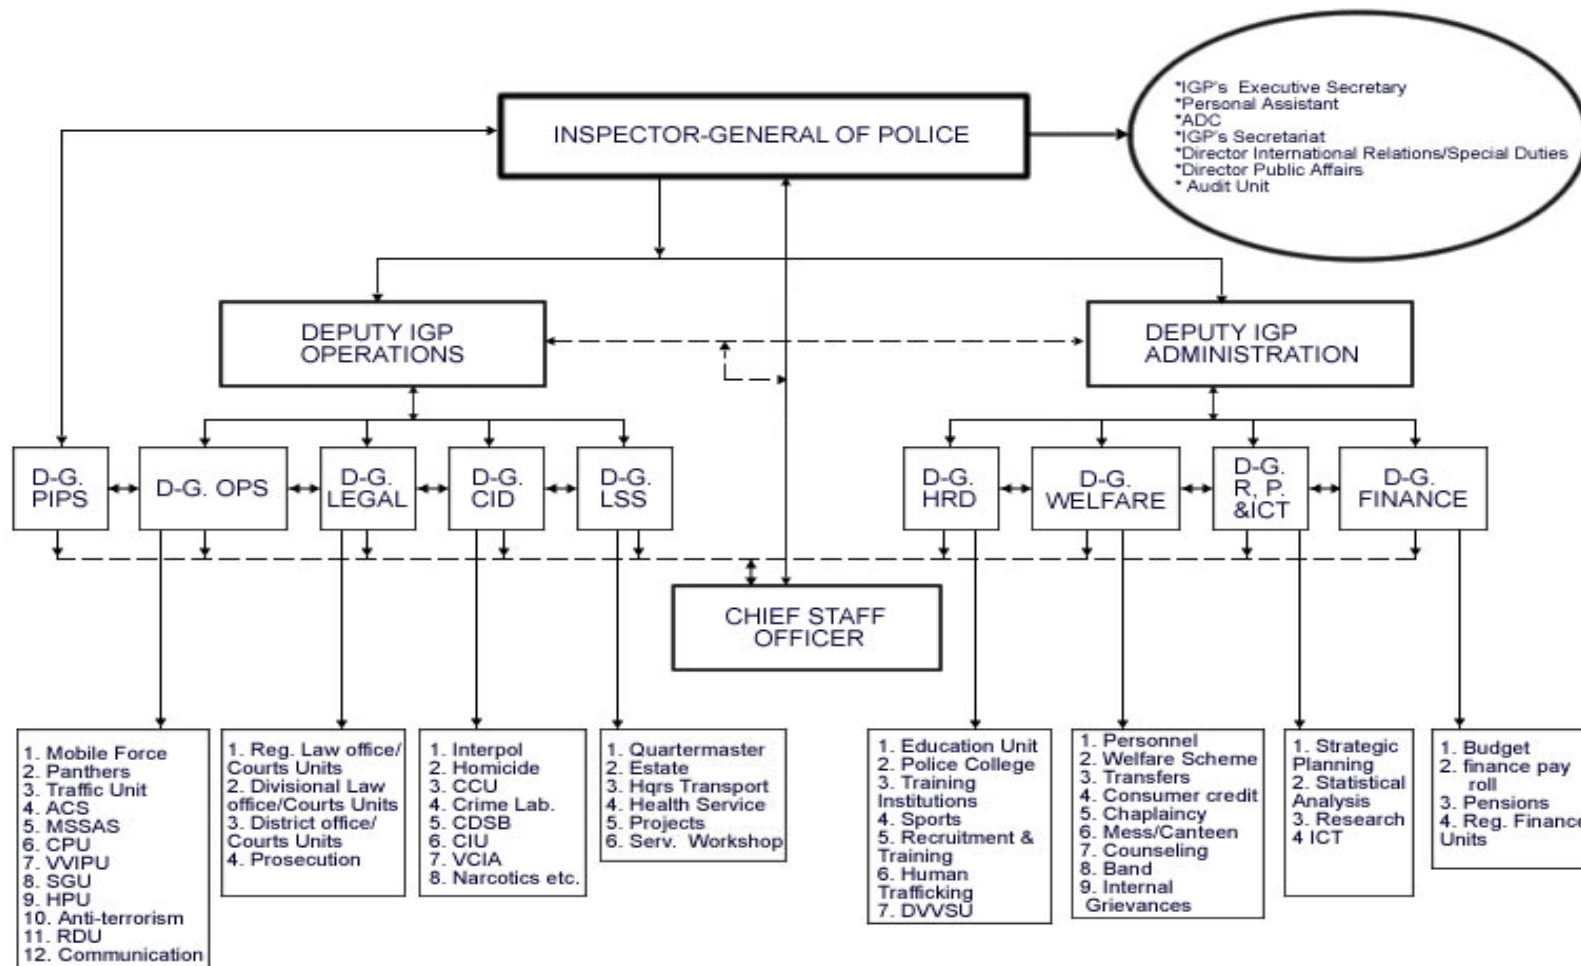 *IGP's Executive Secretary
*Personal Assistant
*ADC
*IGP's Secretariat
*Director International Relations/Special Duties
*Director Public Affairs
* Audit Unit
INSPECTOR-GENERAL OF POLICE
DEPUTY IGP
OPERATIONS
DEPUTY IGP
ADMINISTRATION
D-G.
PIPS
D-G. OPS
D-G.
LEGAL
D-G.
CID
D-G.
LSS
D-G.
HRD
D-G.
WELFARE
D-G.
R, P.
&ICT
D-G.
FINANCE
CHIEF STAFF
OFFICER
1. Mobile Force
2. Panthers
3. Traffic Unit
4. ACS
5. MSSAS
6. CPU
7. VVIPU
8. SGU
9. HPU
10. Anti-terrorism
11. RDU
12. Communication
1. Reg. Law office/
Courts Units
2. Divisional Law
office/Courts Units
3. District office/
Courts Units
4. Prosecution
1. Interpol
2. Homicide
3. CCU
4. Crime Lab.
5. CDSB
6. CIU
7. VCIA
8. Narcotics etc.
1. Quartermaster
2. Estate
3. Hqrs Transport
4. Health Service
5. Projects
6. Serv. Workshop
1. Education Unit
2. Police College
3. Training
Institutions
4. Sports
5. Recruitment &
Training
6. Human
Trafficking
7. DVVSU
1. Personnel
2. Welfare Scheme
3. Transfers
4. Consumer credit
5. Chaplaincy
6. Mess/Canteen
7. Counseling
8. Band
9. Internal
Grievances
1. Strategic
Planning
2. Statistical
Analysis
3. Research
4 ICT
1. Budget
2. finance pay
roll
3. Pensions
4. Reg. Finance
Units